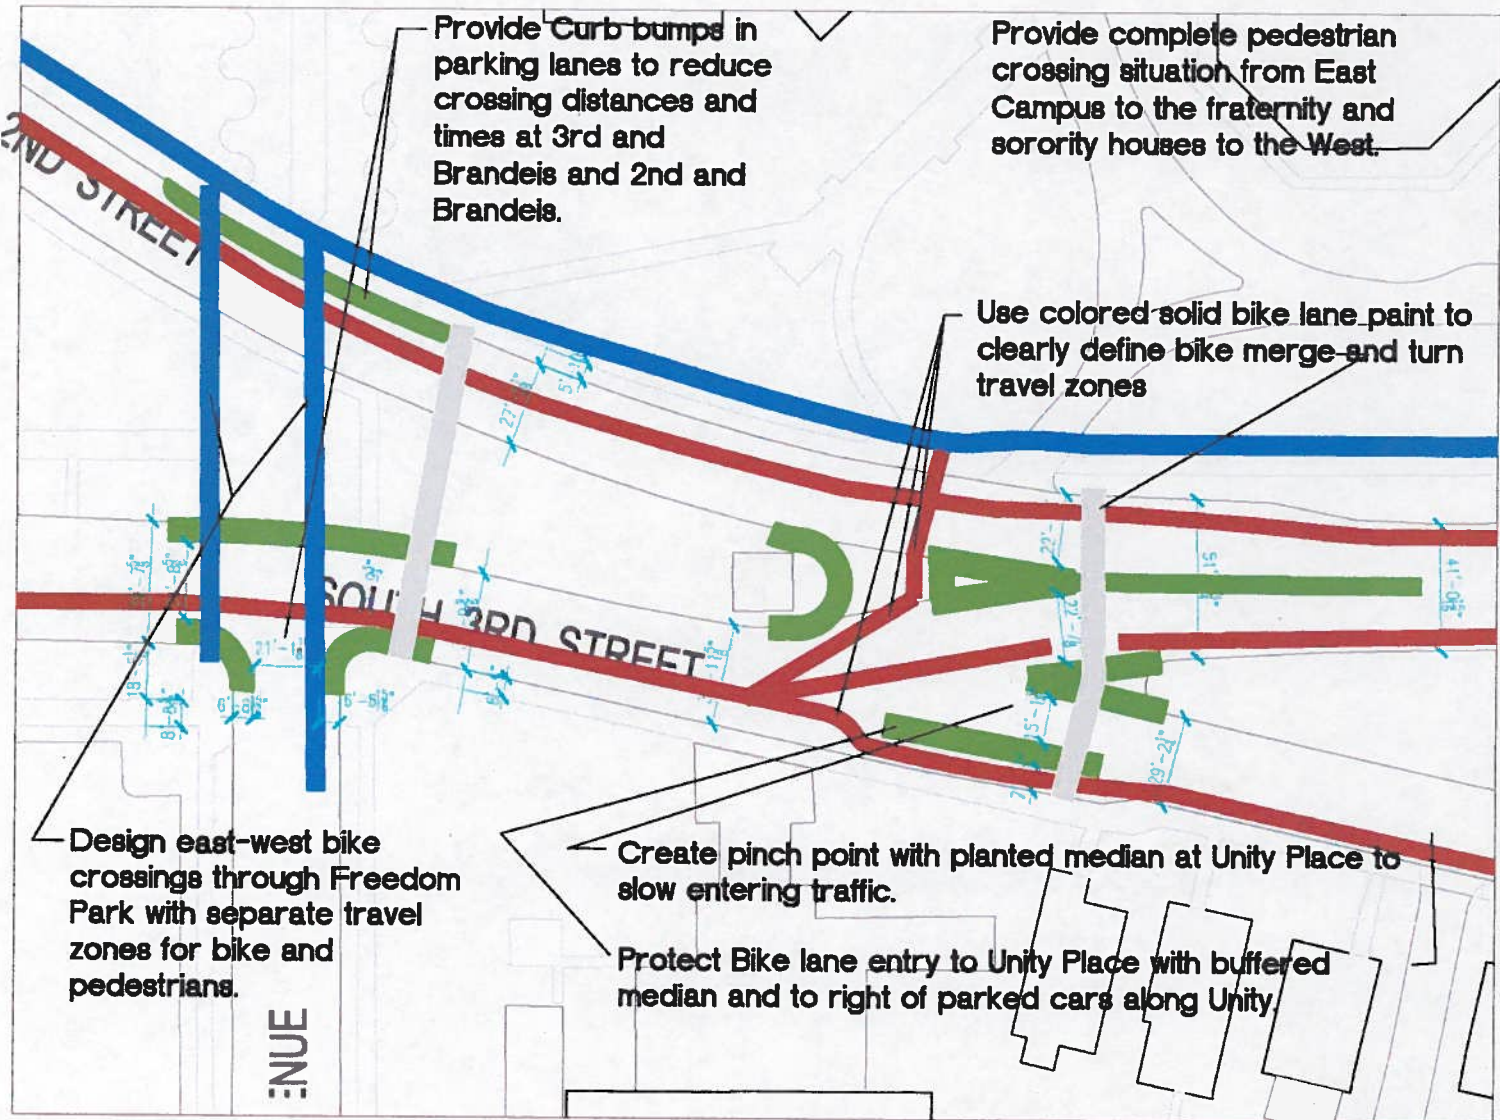 Provide Curb bumps in
parking lanes to reduce
crossing distances and
times at 3rd and
Brandeis and 2nd and
Brandeis.
Provide complete pedestrian
crossing situation from East
Campus to the fraternity and
sorority houses to the West.
2ND STREET
Use colored solid bike lane paint to
clearly define bike merge and turn
travel zones
SOUTH 3RD STREET
Design east-west bike
crossings through Freedom
Park with separate travel
zones for bike and
pedestrians.
Create pinch point with planted median at Unity Place to
slow entering traffic.
Protect Bike lane entry to Unity Place with buffered
median and to right of parked cars along Unity.
ENUE